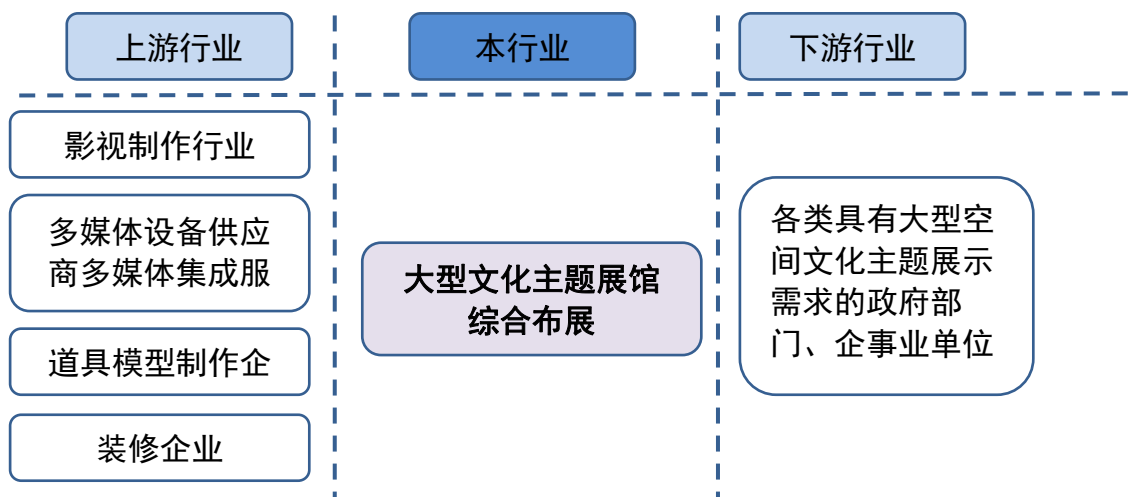 上游行业
本行业
下游行业
影视制作行业
多媒体设备供应
商多媒体集成服
道具模型制作企
装修企业
大型文化主题展馆
综合布展
各类具有大型空
间文化主题展示
需求的政府部
门、企事业单位